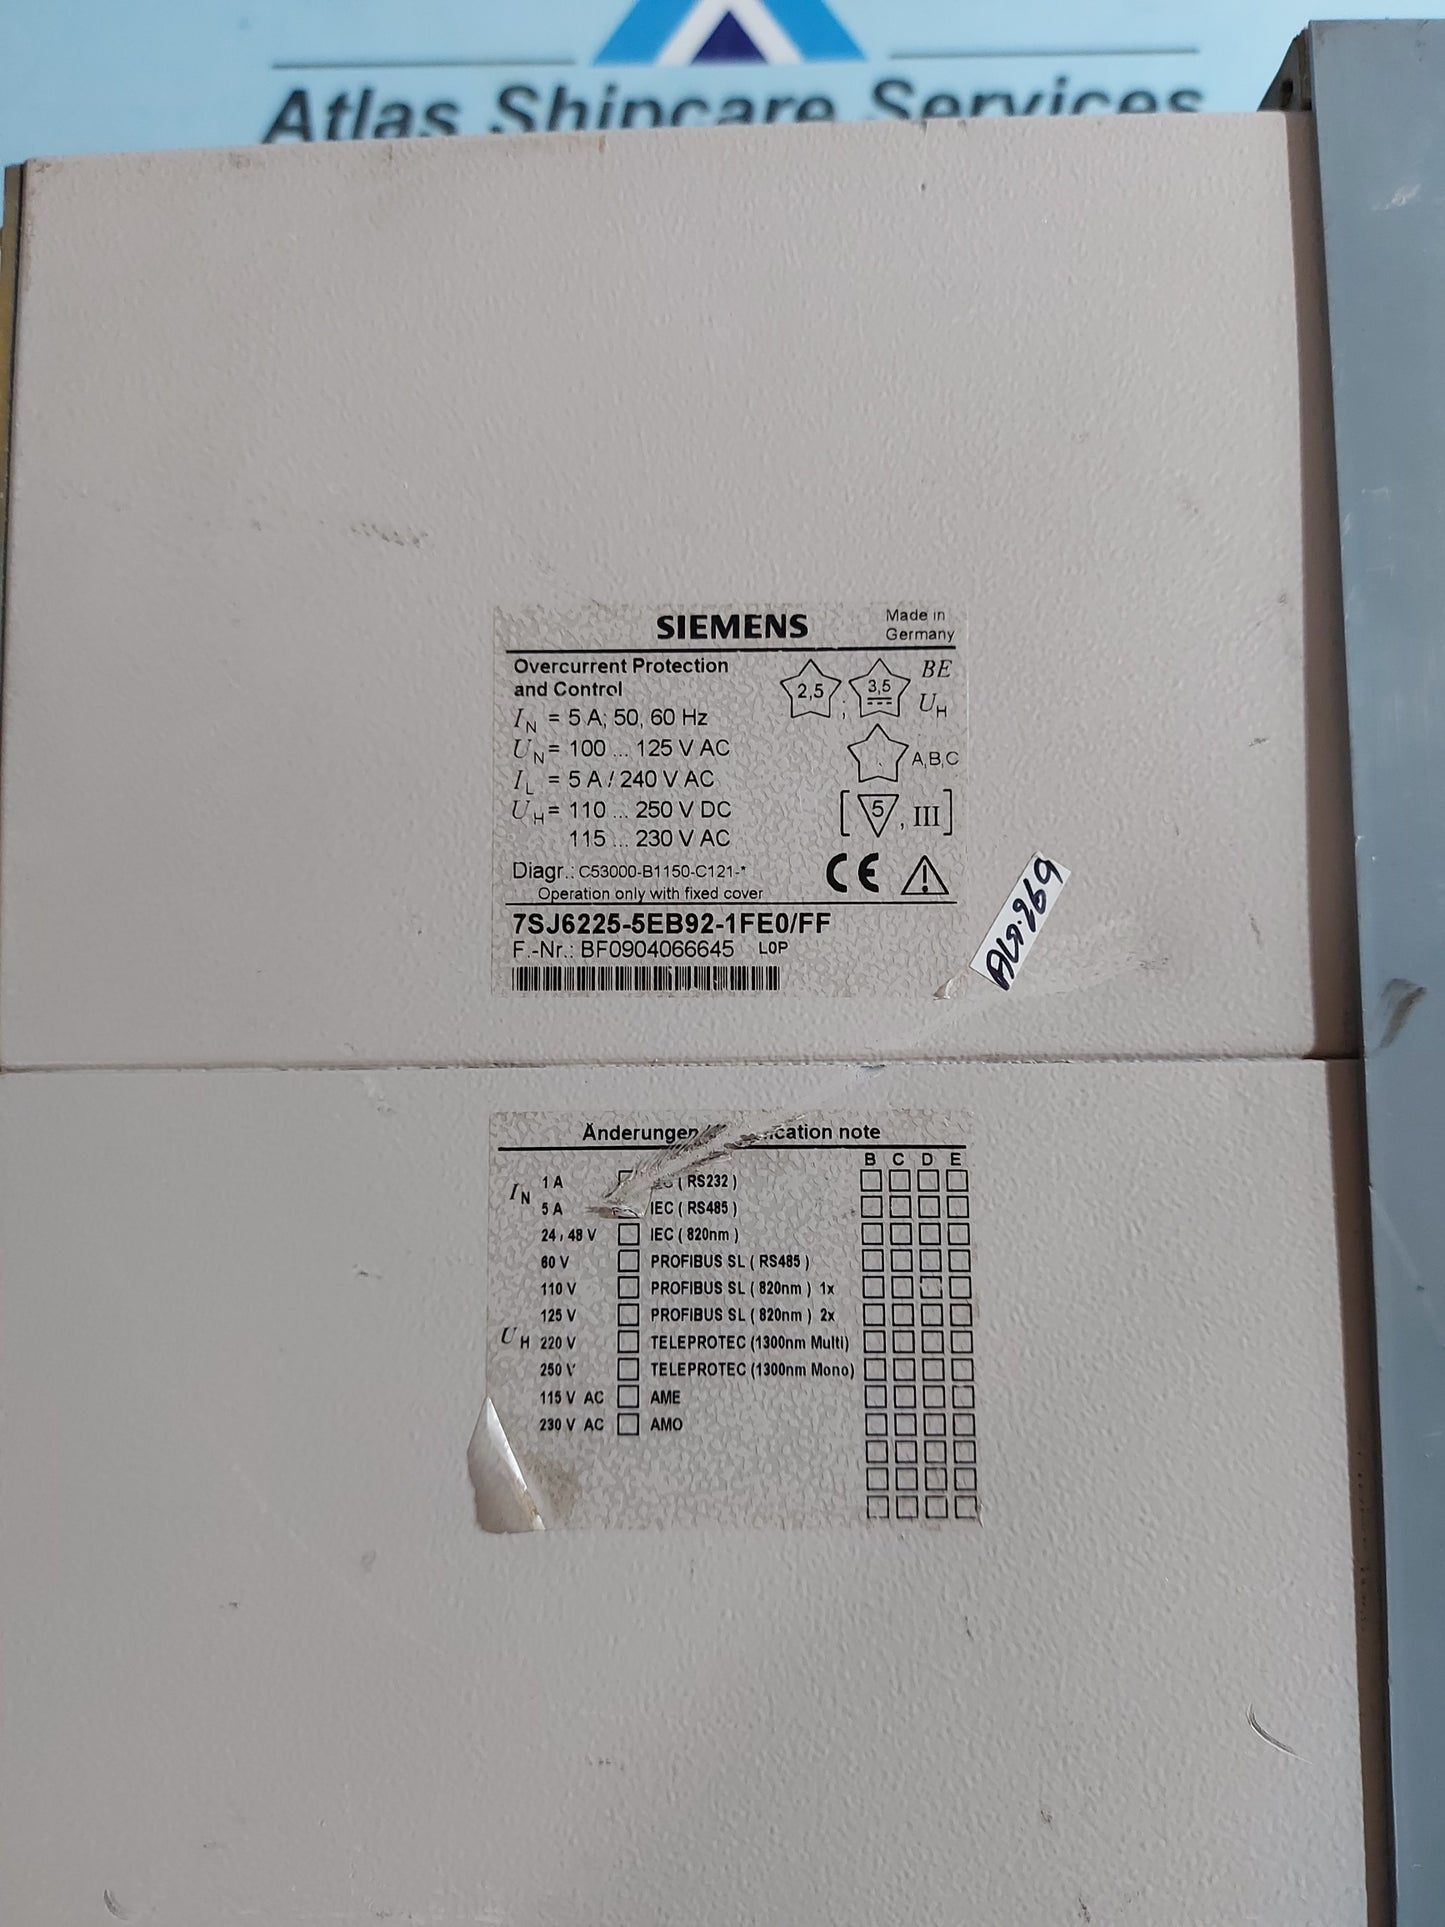 Atlas Shipcare Services
SIEMENS
Made in
Germany
Overcurrent Protection
and Control
IN = 5 A; 50, 60 Hz
UN = 100 ... 125 V AC
IL = 5 A / 240 V AC
UH = 110 ... 250 V DC
115 ... 230 V AC
2,5 ; 3,5 BE
UH
A,B,C
[ 5 , III ]
Diagr.: C53000-B1150-C121-*
Operation only with fixed cover
CE
7SJ6225-5EB92-1FE0/FF
F.-Nr.: BF0904066645 L0P
Änderungen
note
B C D E
IN 1 A
( RS232 )
5 A IEC ( RS485 )
24, 48 V IEC ( 820nm )
60 V PROFIBUS SL ( RS485 )
110 V PROFIBUS SL ( 820nm ) 1x
125 V PROFIBUS SL ( 820nm ) 2x
UH 220 V TELEPROTEC (1300nm Multi)
250 V TELEPROTEC (1300nm Mono)
115 V AC AME
230 V AC AMO